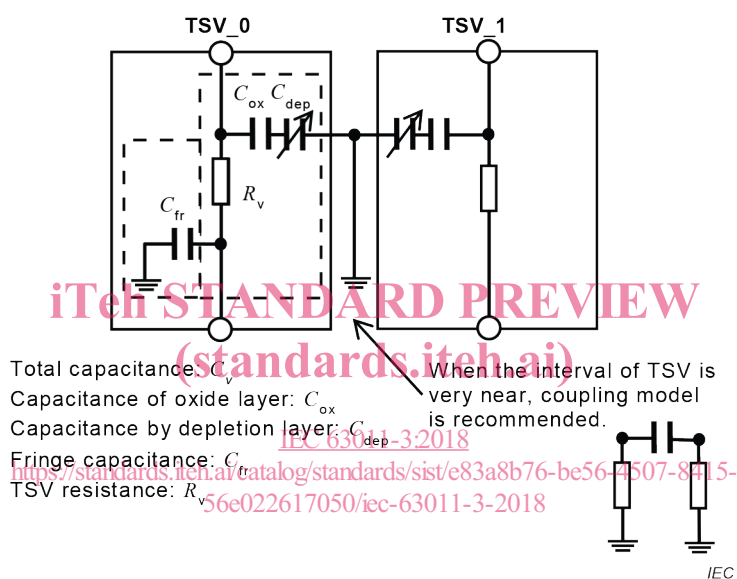 TSV_0 TSV_1
Cox Cdep
Rv
Cfr
iTeh STANDARD PREVIEW
(standards.iteh.ai)
Total capacitance: Cv
When the interval of TSV is
Capacitance of oxide layer: Cox
very near, coupling model
is recommended.
Capacitance by depletion layer: Cdep
IEC 63011-3:2018
Fringe capacitance: Cfr
https://standards.iteh.ai/catalog/standards/sist/e83a8b76-be56-4507-8415-
TSV resistance: Rv
56e022617050/iec-63011-3-2018
IEC